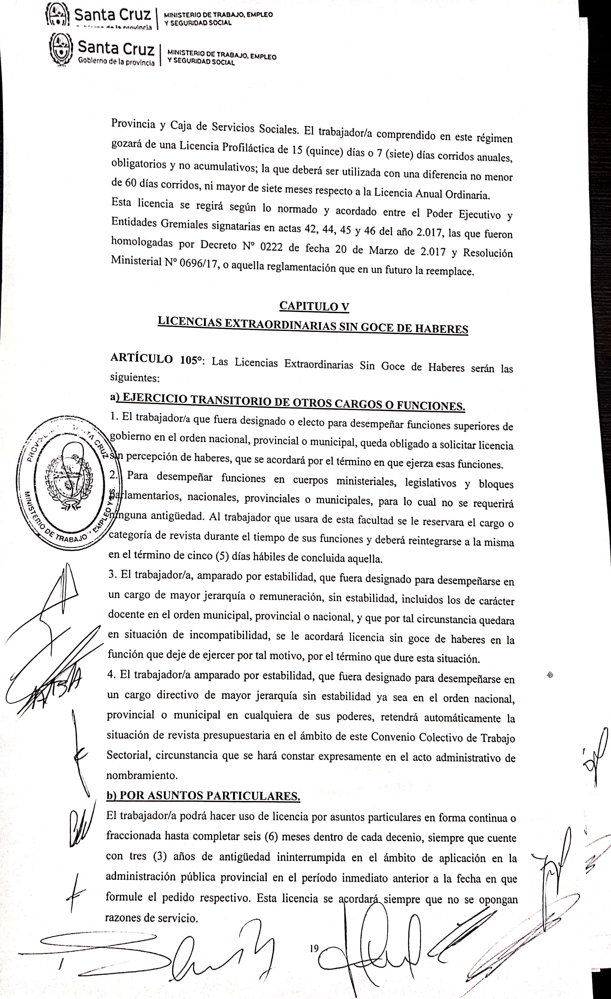 Santa Cruz
MINISTERIO DE TRABAJO, EMPLEO
Y SEGURIDAD SOCIAL
de la provincia
Santa Cruz
Gobierno de la provincia
MINISTERIO DE TRABAJO, EMPLEO
Y SEGURIDAD SOCIAL
Provincia y Caja de Servicios Sociales. El trabajador/a comprendido en este régimen
gozará de una Licencia Profiláctica de 15 (quince) días o 7 (siete) días corridos anuales,
obligatorios y no acumulativos; la que deberá ser utilizada con una diferencia no menor
de 60 días corridos, ni mayor de siete meses respecto a la Licencia Anual Ordinaria.
Esta licencia se regirá según lo normado y acordado entre el Poder Ejecutivo y
Entidades Gremiales signatarias en actas 42, 44, 45 y 46 del año 2.017, las que fueron
homologadas por Decreto Nº 0222 de fecha 20 de Marzo de 2.017 y Resolución
Ministerial Nº 0696/17, o aquella reglamentación que en un futuro la reemplace.
CAPITULO V
LICENCIAS EXTRAORDINARIAS SIN GOCE DE HABERES
ARTÍCULO 105º: Las Licencias Extraordinarias Sin Goce de Haberes serán las
siguientes:
a) EJERCICIO TRANSITORIO DE OTROS CARGOS O FUNCIONES.
1. El trabajador/a que fuera designado o electo para desempeñar funciones superiores de
gobierno en el orden nacional, provincial o municipal, queda obligado a solicitar licencia
sin percepción de haberes, que se acordará por el término en que ejerza esas funciones.
2. Para desempeñar funciones en cuerpos ministeriales, legislativos y bloques
parlamentarios, nacionales, provinciales o municipales, para lo cual no se requerirá
ninguna antigüedad. Al trabajador que usara de esta facultad se le reservara el cargo o
categoría de revista durante el tiempo de sus funciones y deberá reintegrarse a la misma
en el término de cinco (5) días hábiles de concluida aquella.
3. El trabajador/a, amparado por estabilidad, que fuera designado para desempeñarse en
un cargo de mayor jerarquía o remuneración, sin estabilidad, incluidos los de carácter
docente en el orden municipal, provincial o nacional, y que por tal circunstancia quedara
en situación de incompatibilidad, se le acordará licencia sin goce de haberes en la
función que deje de ejercer por tal motivo, por el término que dure esta situación.
4. El trabajador/a amparado por estabilidad, que fuera designado para desempeñarse en
un cargo directivo de mayor jerarquía sin estabilidad ya sea en el orden nacional,
provincial o municipal en cualquiera de sus poderes, retendrá automáticamente la
situación de revista presupuestaria en el ámbito de este Convenio Colectivo de Trabajo
Sectorial, circunstancia que se hará constar expresamente en el acto administrativo de
nombramiento.
b) POR ASUNTOS PARTICULARES.
El trabajador/a podrá hacer uso de licencia por asuntos particulares en forma continua o
fraccionada hasta completar seis (6) meses dentro de cada decenio, siempre que cuente
con tres (3) años de antigüedad ininterrumpida en el ámbito de aplicación en la
administración pública provincial en el período inmediato anterior a la fecha en que
formule el pedido respectivo. Esta licencia se acordará siempre que no se opongan
razones de servicio.
19
PROVINCIA SANTA CRUZ
MINISTERIO DE TRABAJO EMPLEO Y S.S.